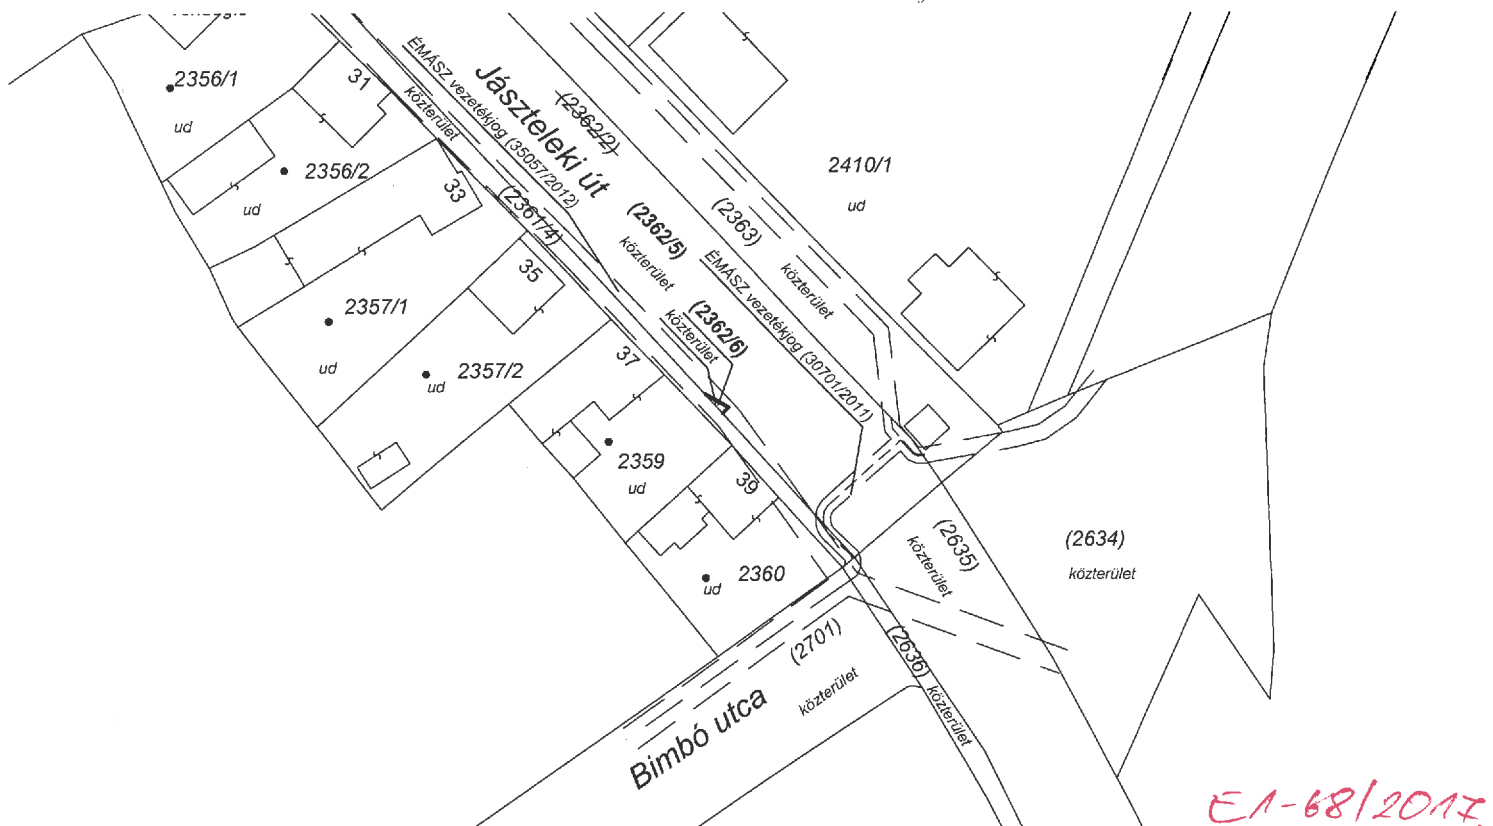 2356/1
ud
31
2356/2
ud
33
2357/1
ud
35
2357/2
ud
37
2359
ud
39
2360
ud
ÉMÁSZ vezetékjog (35057/2012)
közterület
Jászteleki út
(2362/2)
(2361/4)
(2362/5)
közterület
(2362/6)
közterület
(2363)
közterület
ÉMÁSZ vezetékjog (30701/2011)
2410/1
ud
(2634)
közterület
(2635)
közterület
(2636) közterület
(2701)
közterület
Bimbó utca
E1-68/2017.